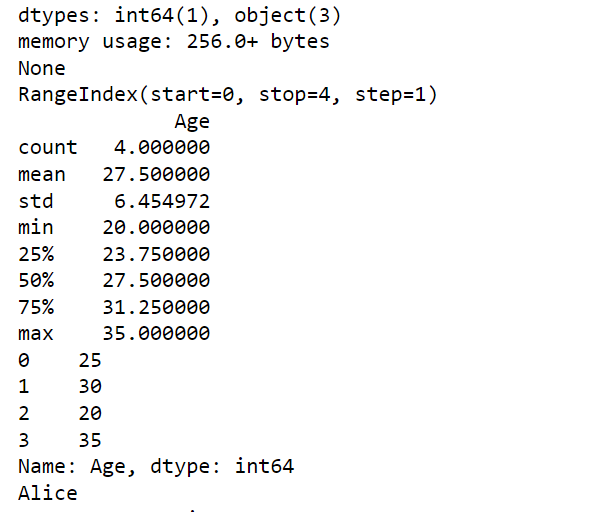 dtypes: int64(1), object(3)
memory usage: 256.0+ bytes
None
RangeIndex(start=0, stop=4, step=1)
             Age
count   4.000000
mean   27.500000
std     6.454972
min    20.000000
25%    23.750000
50%    27.500000
75%    31.250000
max    35.000000
0    25
1    30
2    20
3    35
Name: Age, dtype: int64
Alice